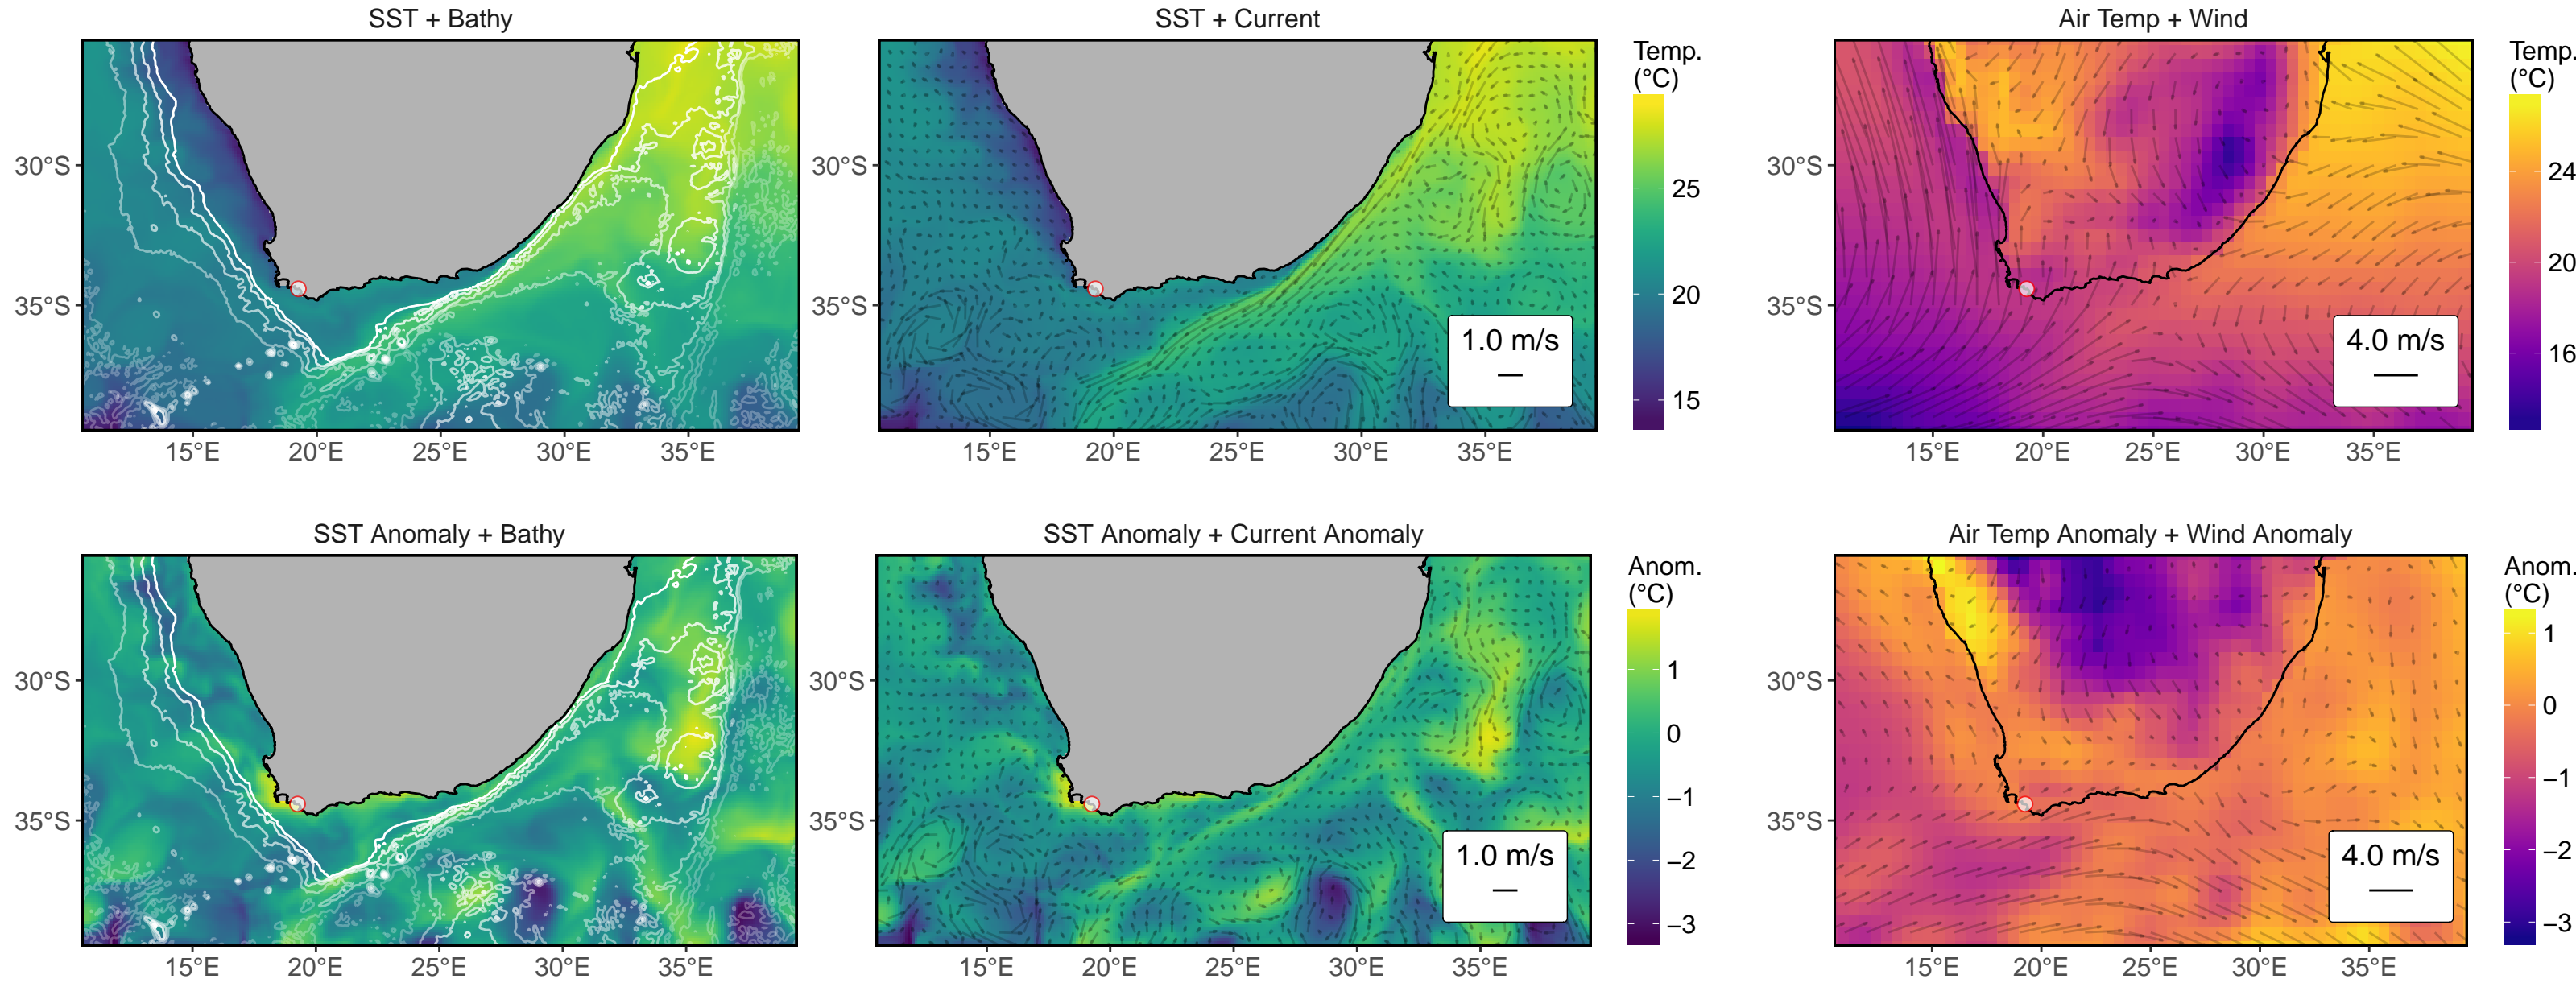 SST + Bathy
30°S
35°S
15°E 20°E 25°E 30°E 35°E
SST + Current
30°S
35°S
15°E 20°E 25°E 30°E 35°E
1.0 m/s
Temp.
(°C)
25
20
15
Air Temp + Wind
30°S
35°S
15°E 20°E 25°E 30°E 35°E
4.0 m/s
Temp.
(°C)
24
20
16
SST Anomaly + Bathy
30°S
35°S
15°E 20°E 25°E 30°E 35°E
SST Anomaly + Current Anomaly
30°S
35°S
15°E 20°E 25°E 30°E 35°E
1.0 m/s
Anom.
(°C)
1
0
−1
−2
−3
Air Temp Anomaly + Wind Anomaly
30°S
35°S
15°E 20°E 25°E 30°E 35°E
4.0 m/s
Anom.
(°C)
1
0
−1
−2
−3